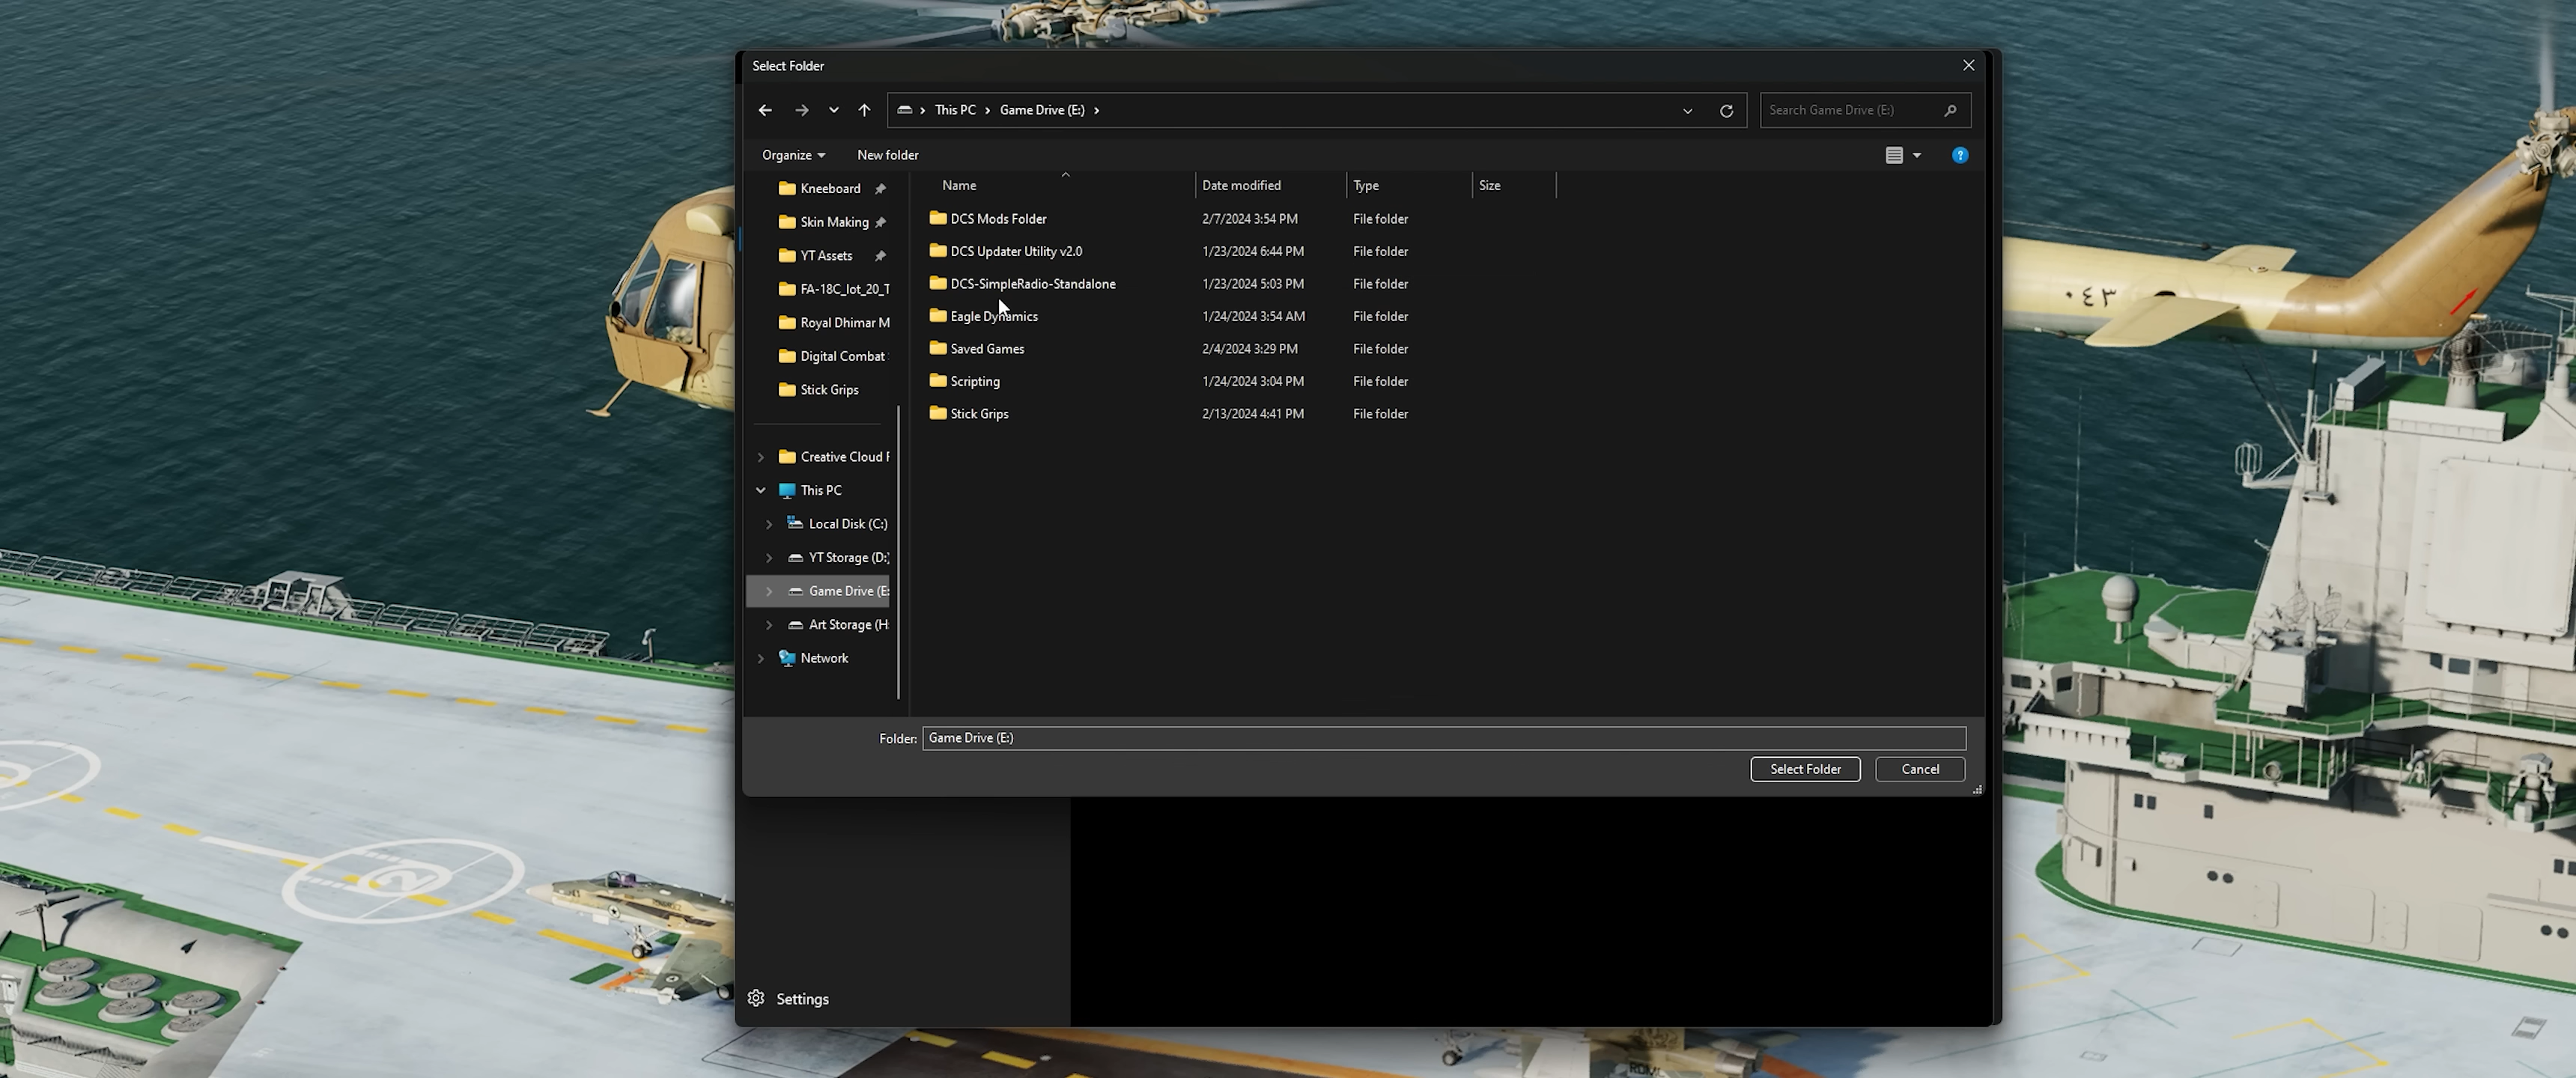 Select Folder
This PC
Game Drive (E:)
Search Game Drive (E:)
Organize
New folder
Kneeboard
Skin Making
YT Assets
FA-18C_lot_20_T
Royal Dhimar M
Digital Combat
Stick Grips
Creative Cloud F
This PC
Local Disk (C:)
YT Storage (D:)
Game Drive (E:
Art Storage (H:
Network
Name Date modified Type Size
DCS Mods Folder 2/7/2024 3:54 PM File folder
DCS Updater Utility v2.0 1/23/2024 6:44 PM File folder
DCS-SimpleRadio-Standalone 1/23/2024 5:03 PM File folder
Eagle Dynamics 1/24/2024 3:54 AM File folder
Saved Games 2/4/2024 3:29 PM File folder
Scripting 1/24/2024 3:04 PM File folder
Stick Grips 2/13/2024 4:41 PM File folder
Folder: Game Drive (E:)
Select Folder Cancel
Settings
٠٤٣
2